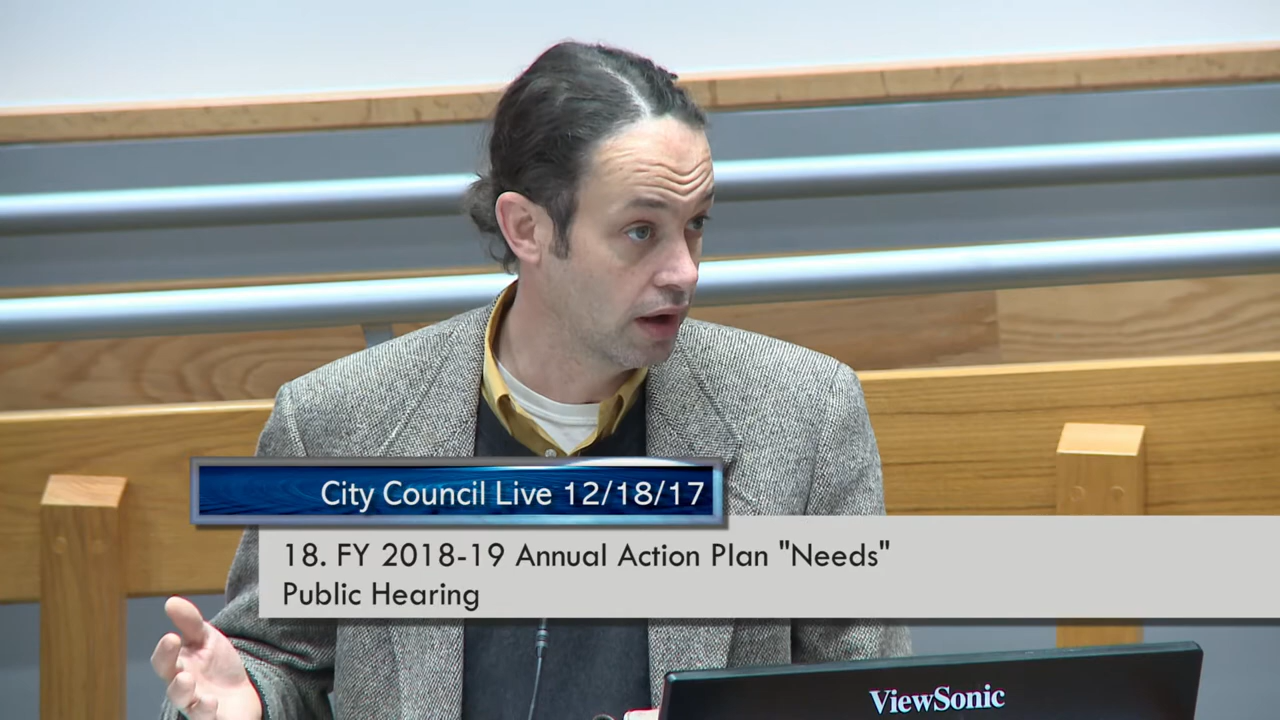 City Council Live 12/18/17
18. FY 2018-19 Annual Action Plan "Needs"
Public Hearing
ViewSonic